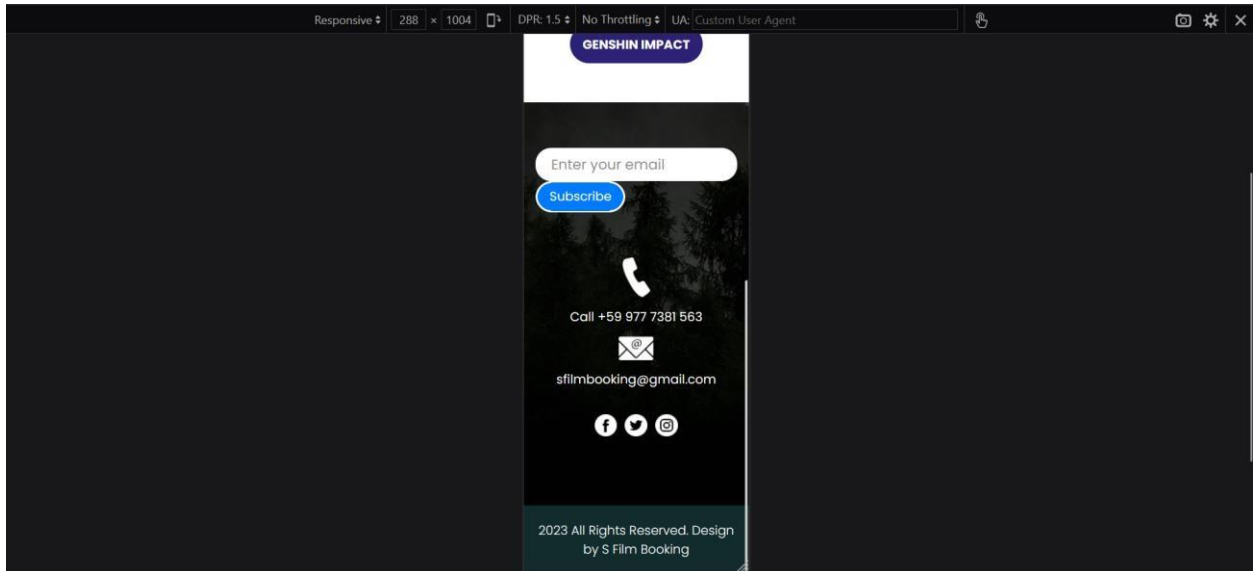 Responsive 288 × 1004 DPR: 1.5 No Throttling UA: Custom User Agent
GENSHIN IMPACT
Enter your email
Subscribe
Call +59 977 7381 563
@
sfilmbooking@gmail.com
2023 All Rights Reserved. Design
by S Film Booking